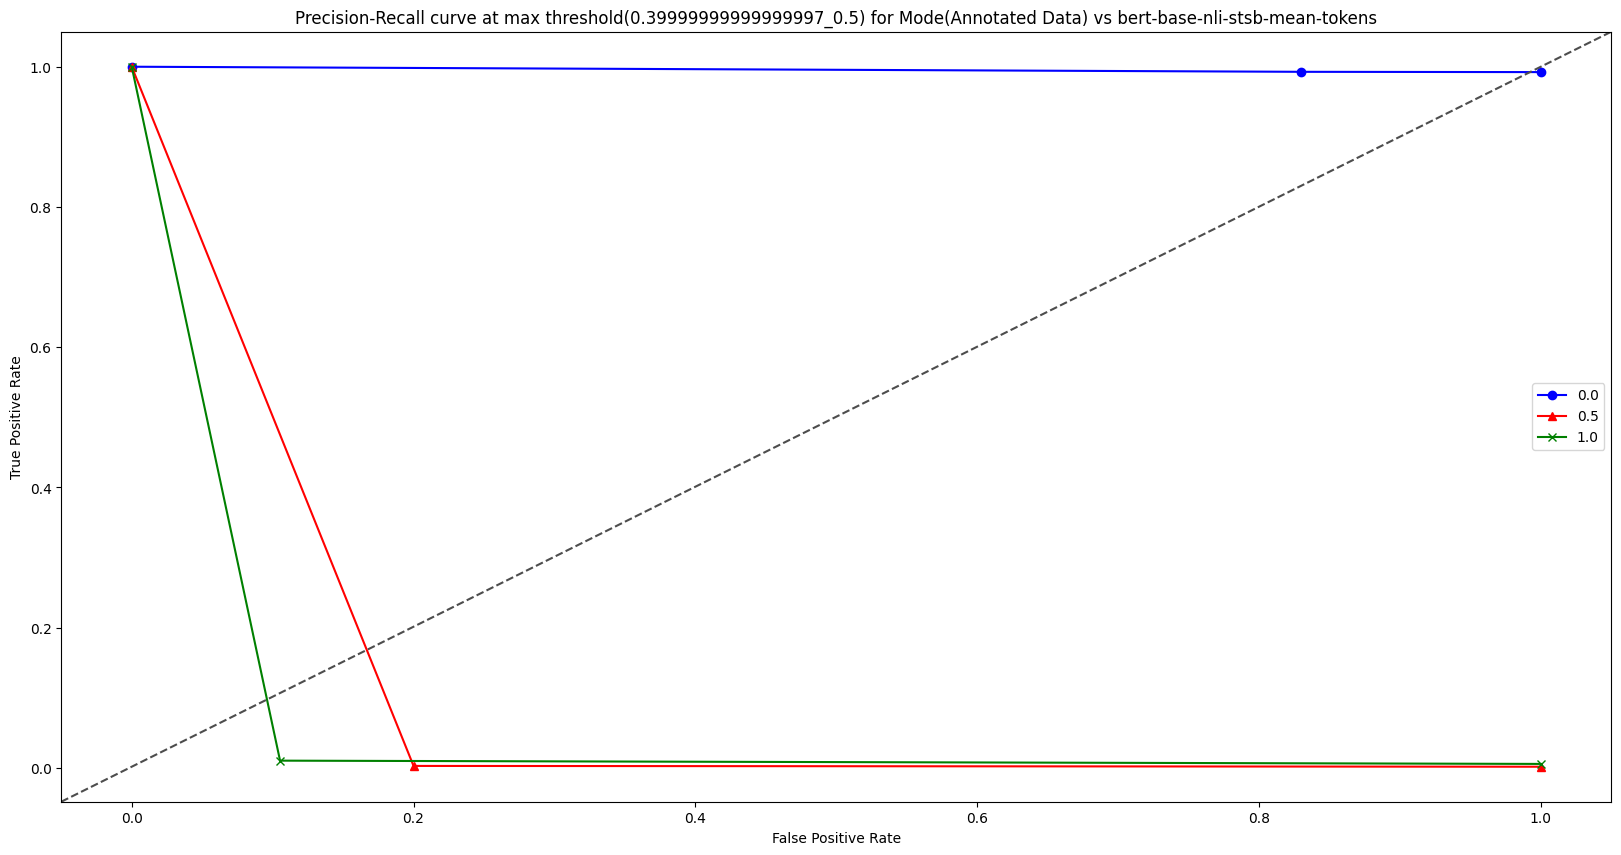 Precision-Recall curve at max threshold(0.39999999999999997_0.5) for Mode(Annotated Data) vs bert-base-nli-stsb-mean-tokens
True Positive Rate
1.0
0.8
0.6
0.4
0.2
0.0
0.0
0.5
1.0
0.0 0.2 0.4 0.6 0.8 1.0
False Positive Rate